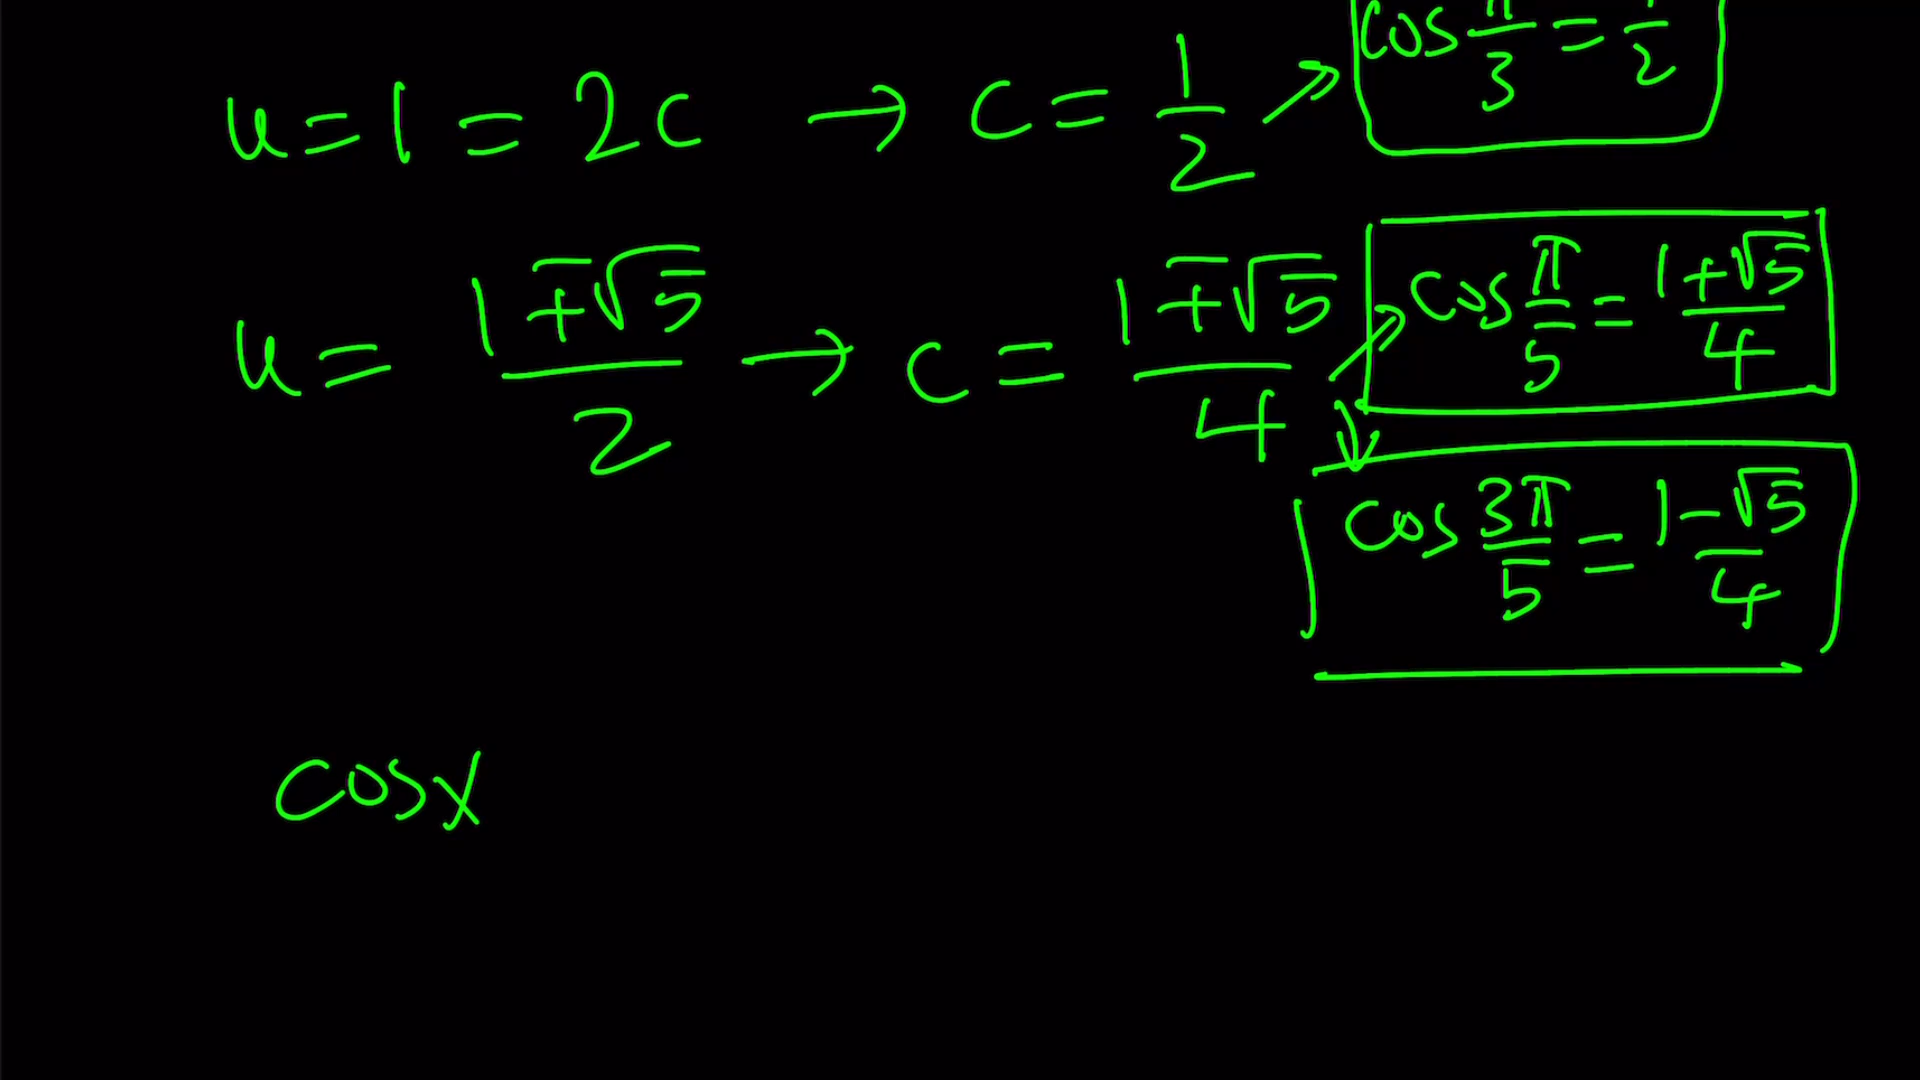 u = 1 = 2c → c = 1/2 ↗ cos π/3 = 1/2
u = (1 ∓ √5)/2 → c = (1 ∓ √5)/4 ↗ cos π/5 = (1 + √5)/4
↓ cos 3π/5 = (1 - √5)/4
cos x